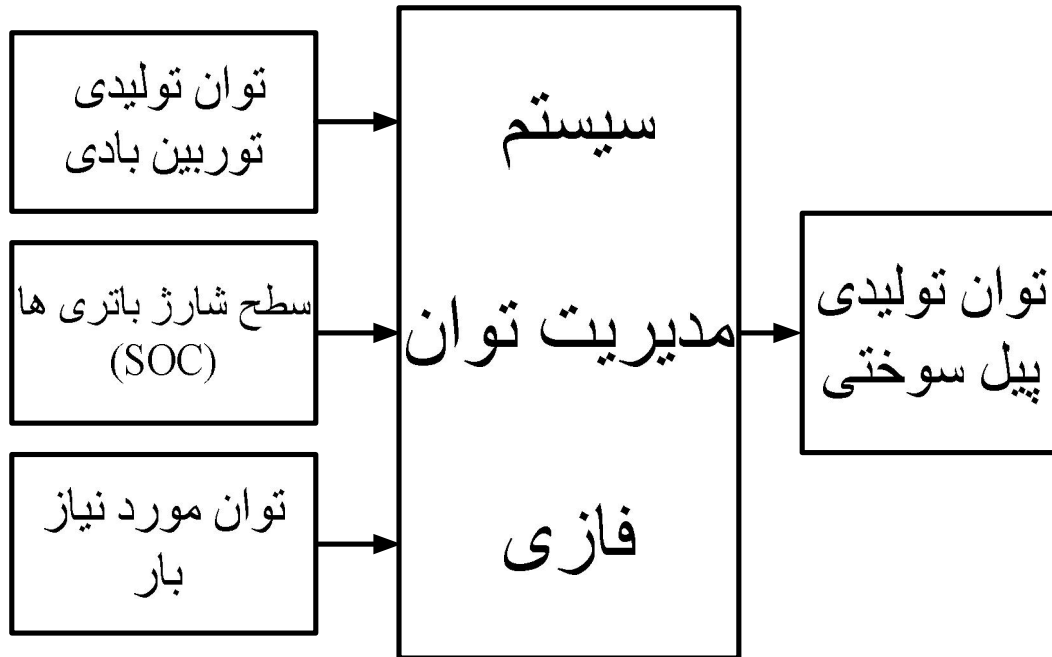 توان تولیدی
توربین بادی
سطح شارژ باتری ها
(SOC)
توان مورد نیاز
بار
سیستم
مدیریت توان
فازی
توان تولیدی
پیل سوختی